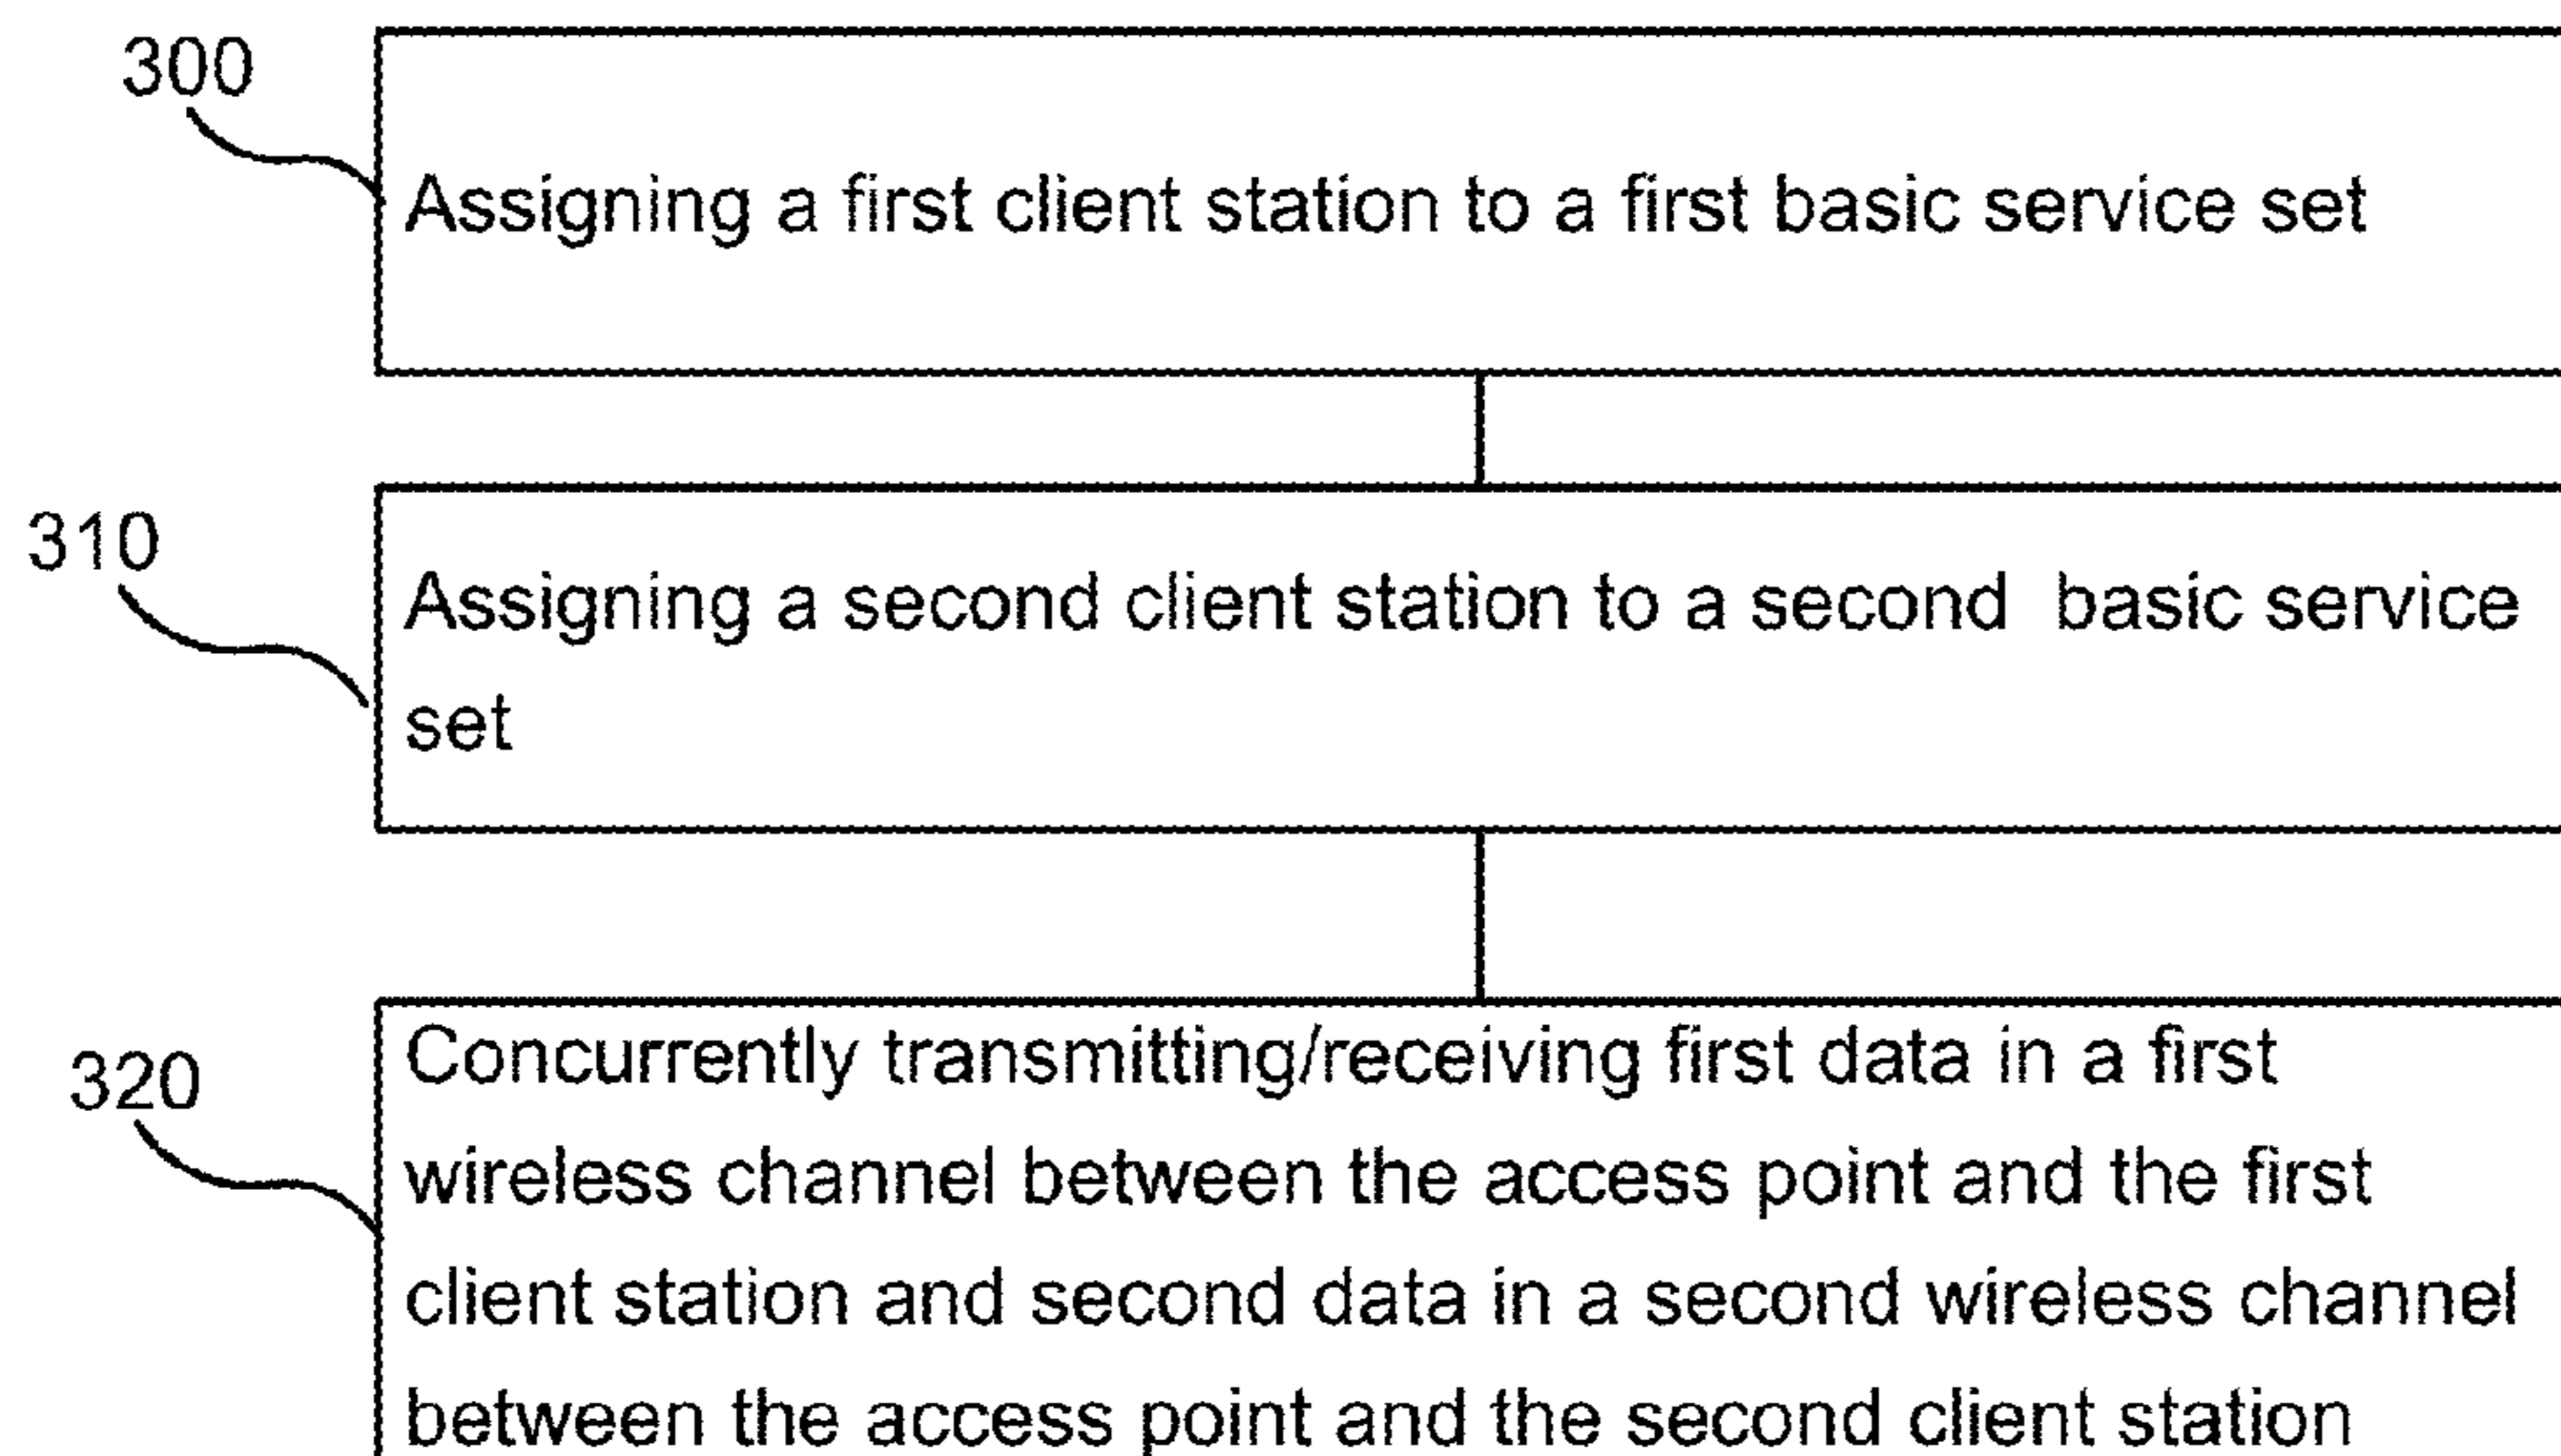 300
Assigning a first client station to a first basic service set
310
Assigning a second client station to a second basic service
set
320
Concurrently transmitting/receiving first data in a first
wireless channel between the access point and the first
client station and second data in a second wireless channel
between the access point and the second client station